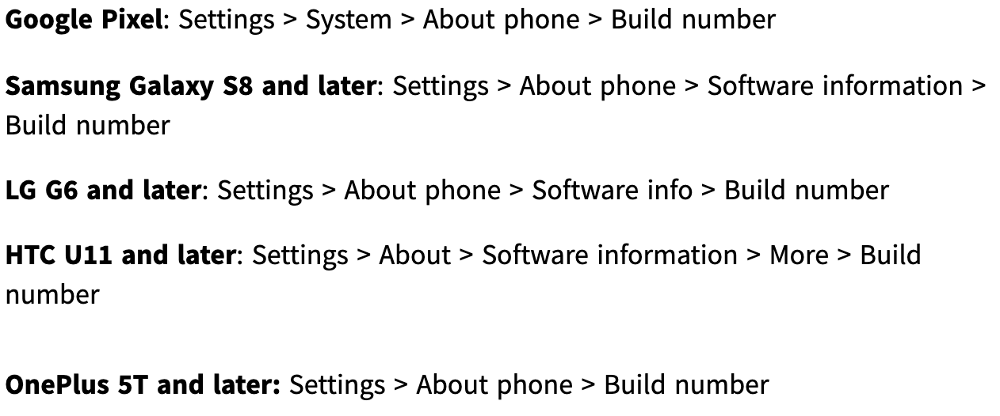 Google Pixel: Settings > System > About phone > Build number
Samsung Galaxy S8 and later: Settings > About phone > Software information >
Build number
LG G6 and later: Settings > About phone > Software info > Build number
HTC U11 and later: Settings > About > Software information > More > Build
number
OnePlus 5T and later: Settings > About phone > Build number